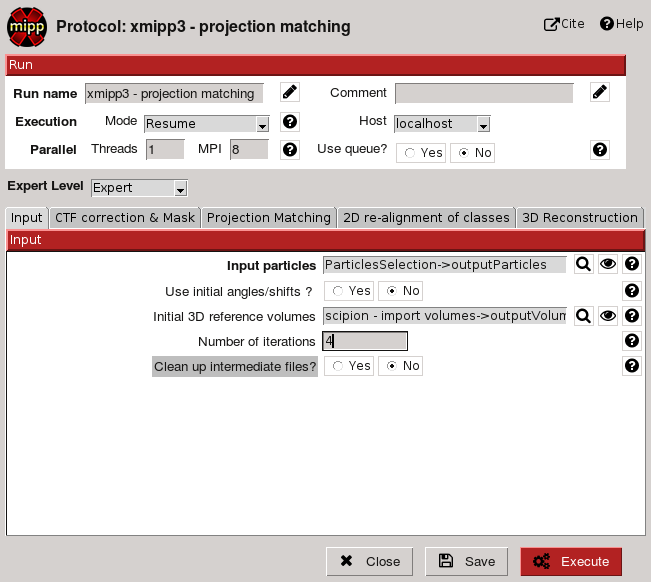 mipp Protocol: xmipp3 - projection matching Cite Help
Run
Run name xmipp3 - projection matching Comment
Execution Mode Resume Host localhost
Parallel Threads 1 MPI 8 Use queue? Yes No
Expert Level Expert
Input CTF correction & Mask Projection Matching 2D re-alignment of classes 3D Reconstruction
Input
Input particles ParticlesSelection->outputParticles
Use initial angles/shifts ? Yes No
Initial 3D reference volumes scipion - import volumes->outputVolum
Number of iterations 4
Clean up intermediate files? Yes No
Close Save Execute